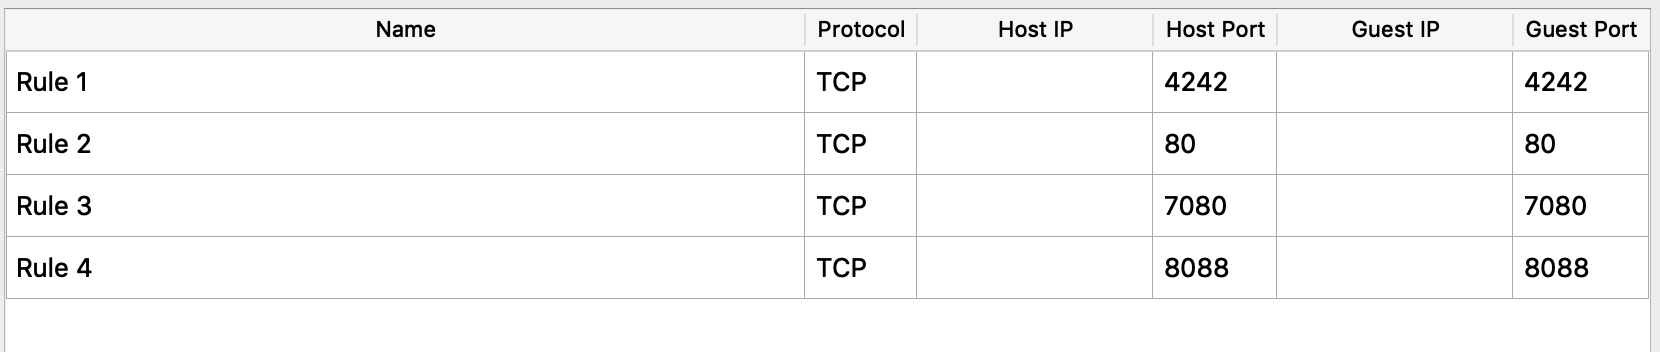 Name Protocol Host IP Host Port Guest IP Guest Port
Rule 1 TCP 4242 4242
Rule 2 TCP 80 80
Rule 3 TCP 7080 7080
Rule 4 TCP 8088 8088